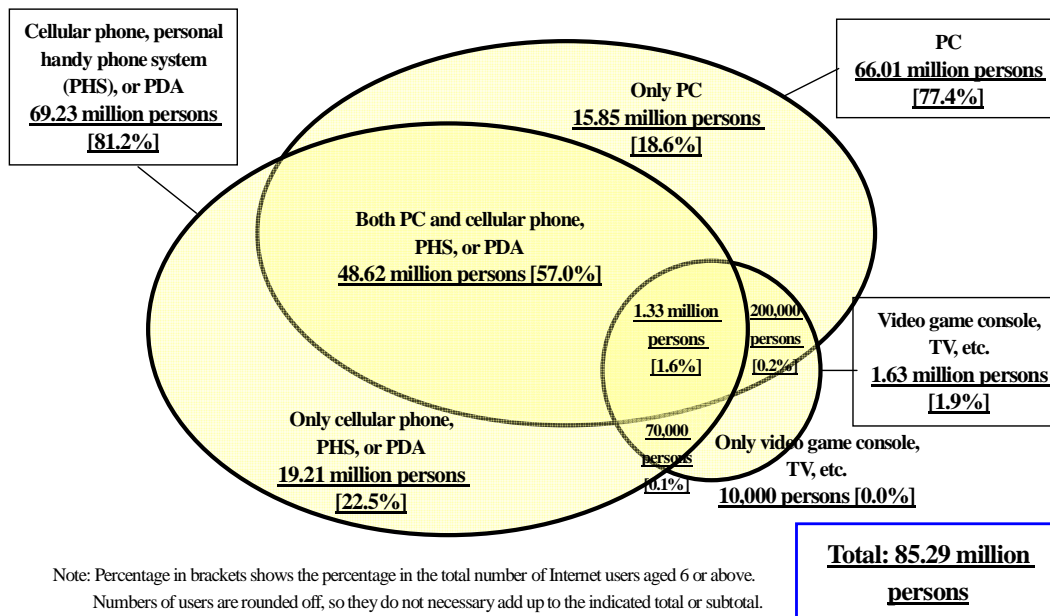 Cellular phone, personal
handy phone system
(PHS), or PDA
69.23 million persons
[81.2%]
PC
66.01 million persons
[77.4%]
Only PC
15.85 million persons
[18.6%]
Both PC and cellular phone,
PHS, or PDA
48.62 million persons [57.0%]
1.33 million
persons
[1.6%]
200,000
persons
[0.2%]
Video game console,
TV, etc.
1.63 million persons
[1.9%]
Only cellular phone,
PHS, or PDA
19.21 million persons
[22.5%]
70,000
persons
[0.1%]
Only video game console,
TV, etc.
10,000 persons [0.0%]
Total: 85.29 million
persons
Note: Percentage in brackets shows the percentage in the total number of Internet users aged 6 or above.
Numbers of users are rounded off, so they do not necessary add up to the indicated total or subtotal.